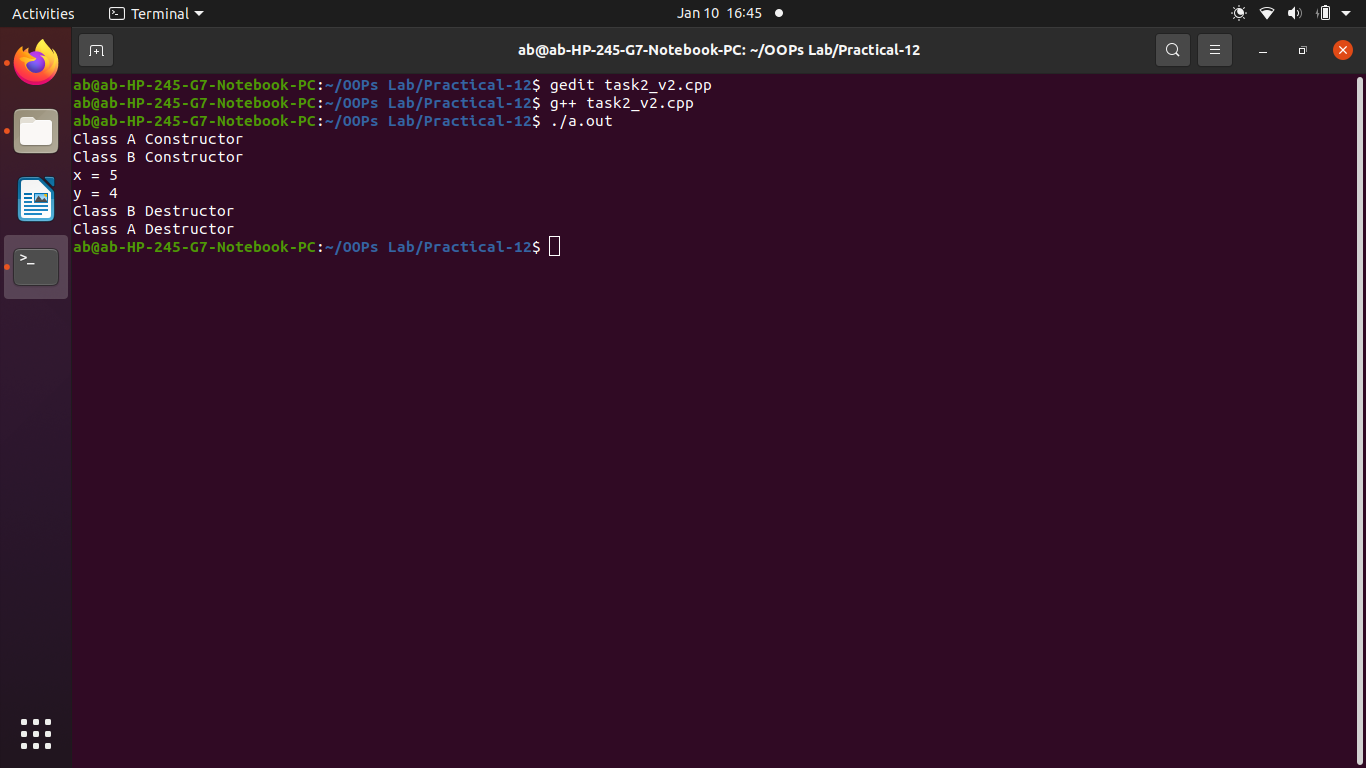 Activities
Terminal
Jan 10 16:45
ab@ab-HP-245-G7-Notebook-PC: ~/OOPs Lab/Practical-12
ab@ab-HP-245-G7-Notebook-PC:~/OOPs Lab/Practical-12$ gedit task2_v2.cpp
ab@ab-HP-245-G7-Notebook-PC:~/OOPs Lab/Practical-12$ g++ task2_v2.cpp
ab@ab-HP-245-G7-Notebook-PC:~/OOPs Lab/Practical-12$ ./a.out
Class A Constructor
Class B Constructor
x = 5
y = 4
Class B Destructor
Class A Destructor
ab@ab-HP-245-G7-Notebook-PC:~/OOPs Lab/Practical-12$